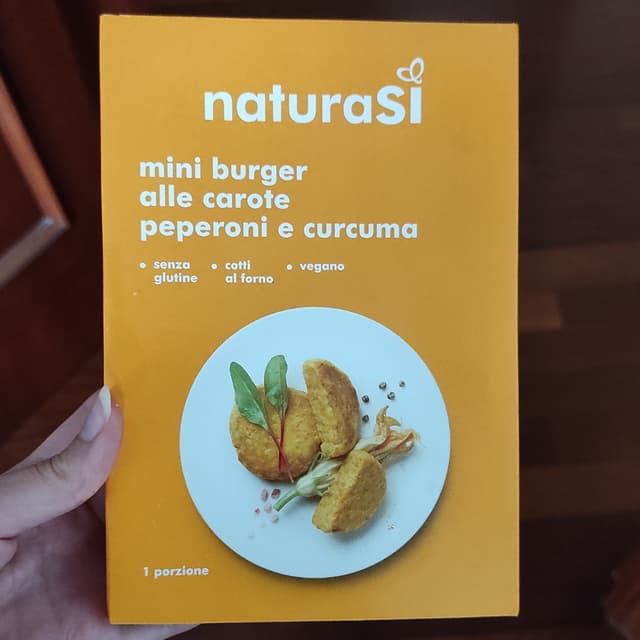 naturaSì
mini burger
alle carote
peperoni e curcuma
• senza glutine • cotti al forno • vegano
1 porzione